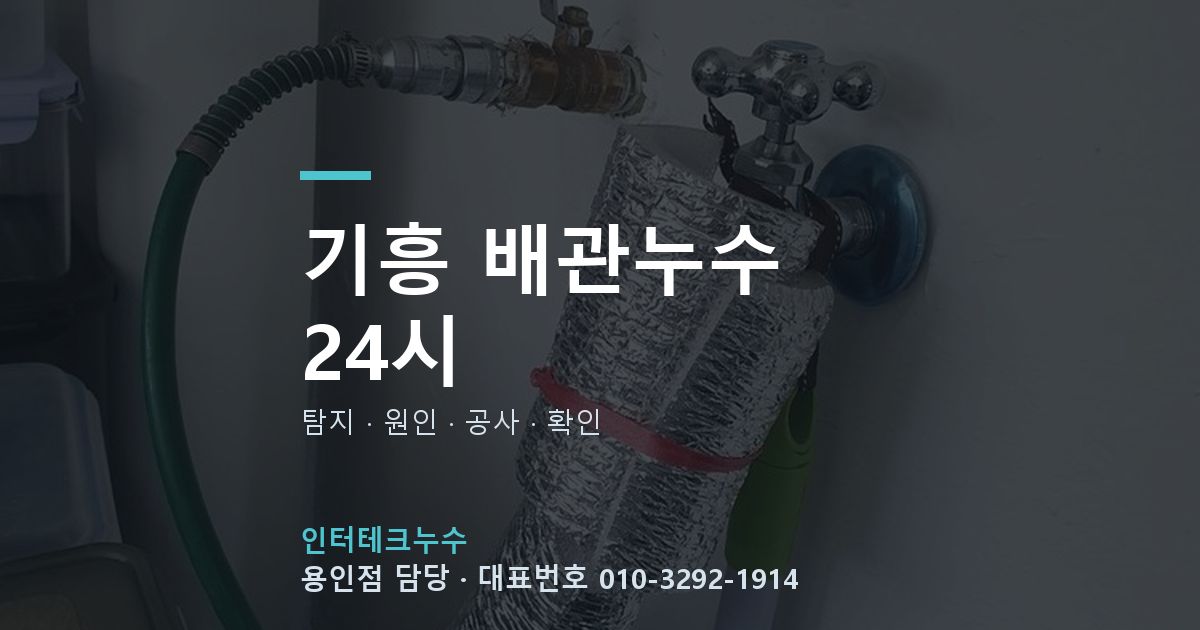 기흥 배관누수
24시
탐지 · 원인 · 공사 · 확인
인터테크누수
용인점 담당 · 대표번호 010-3292-1914